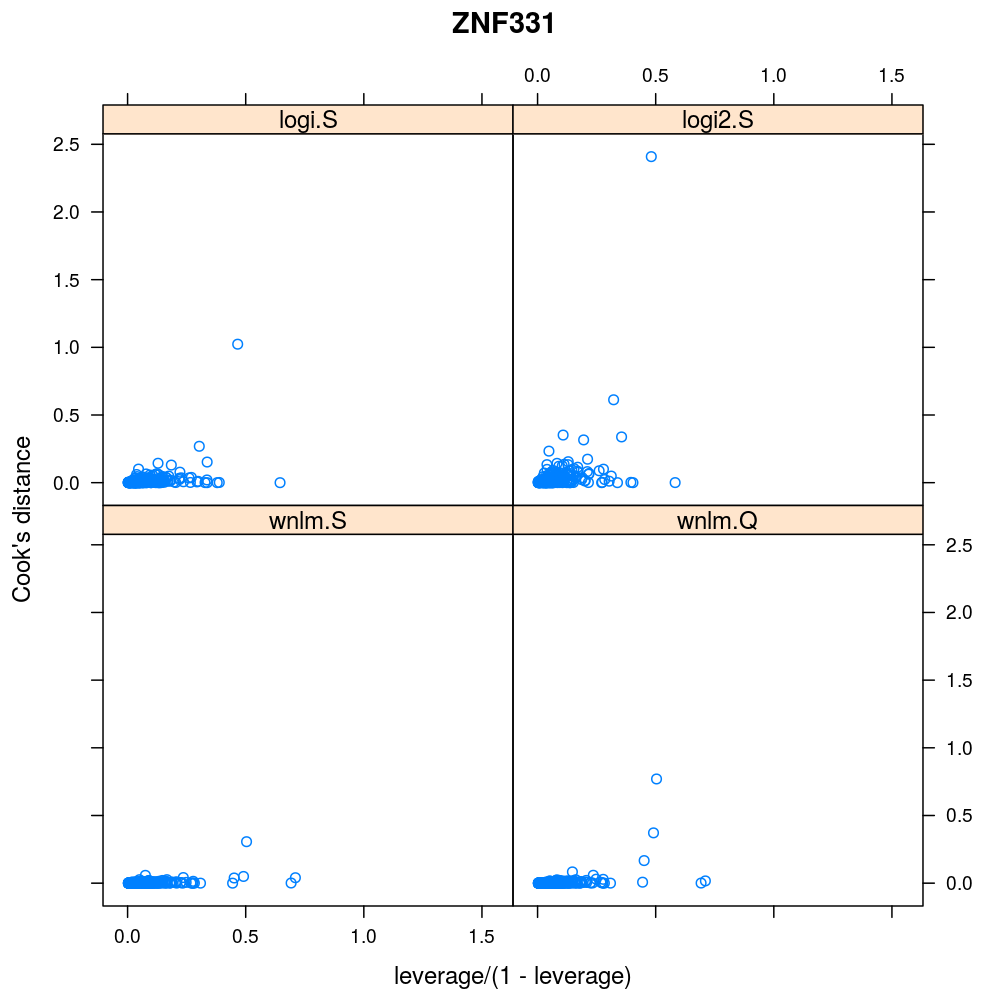 ZNF331
0.0 0.5 1.0 1.5
logi.S logi2.S
2.5
2.0
1.5
1.0
0.5
0.0
Cook's distance
wnlm.S wnlm.Q
2.5
2.0
1.5
1.0
0.5
0.0
0.0 0.5 1.0 1.5
leverage/(1 - leverage)